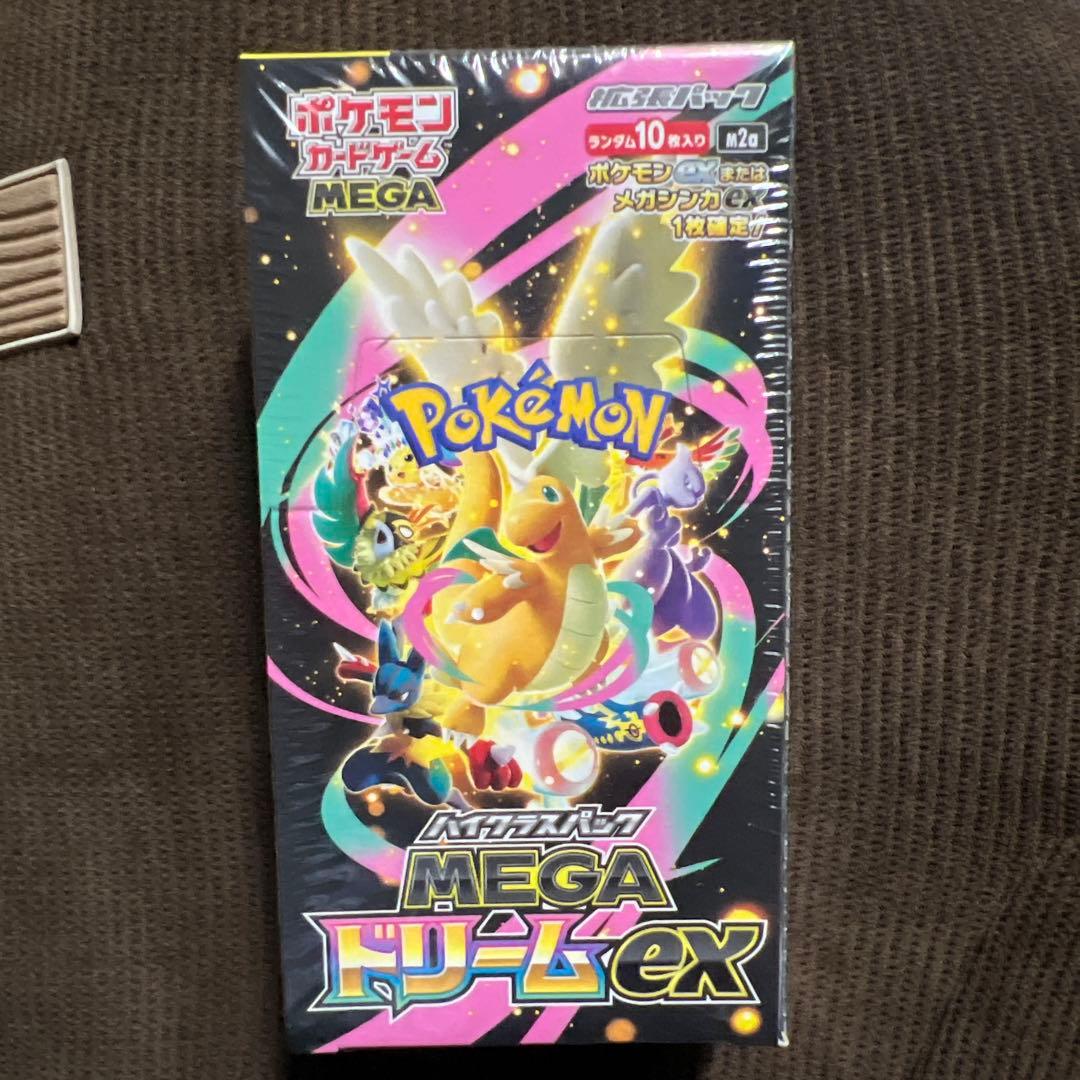 ポケモン
カードゲーム
MEGA
拡張パック
ランダム10枚入り M2a
ポケモンexまたは
メガシンカex
1枚確定!
POKéMON
ハイクラスパック
MEGA
ドリームex